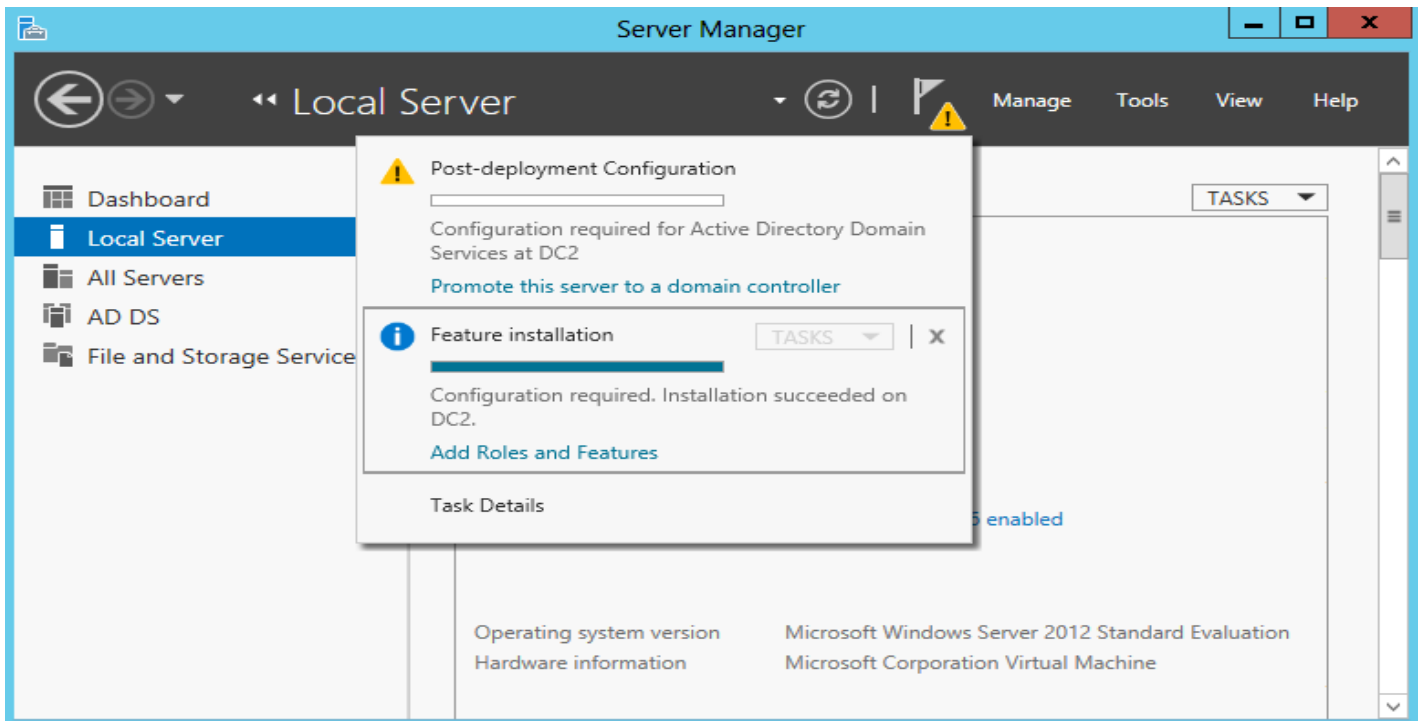 Server Manager
Local Server
Manage Tools View Help
Dashboard
Local Server
All Servers
AD DS
File and Storage Service
Post-deployment Configuration
Configuration required for Active Directory Domain
Services at DC2
Promote this server to a domain controller
Feature installation
TASKS
Configuration required. Installation succeeded on
DC2.
Add Roles and Features
Task Details
TASKS
enabled
Operating system version Microsoft Windows Server 2012 Standard Evaluation
Hardware information Microsoft Corporation Virtual Machine